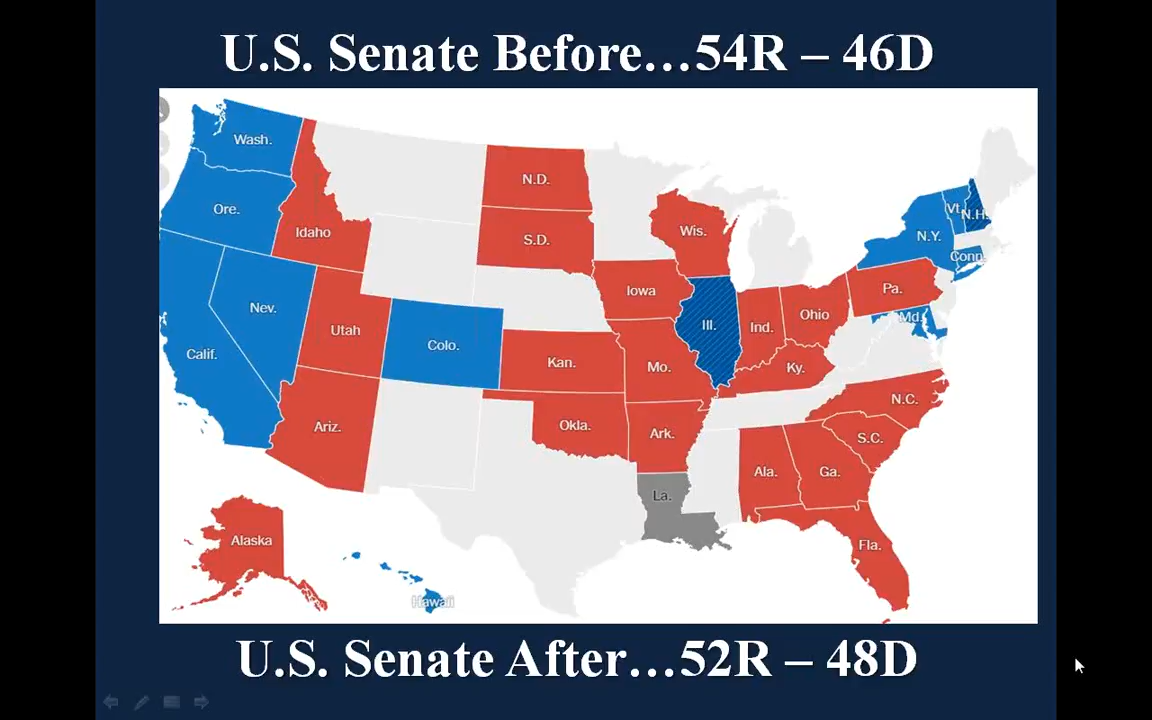 U.S. Senate Before…54R – 46D
Wash.
N.D.
Ore.
Idaho
S.D.
Wis.
Vt.
N.H.
N.Y.
Conn.
Iowa
Pa.
Nev.
Utah
Colo.
Ill.
Ind.
Ohio
Md.
Calif.
Kan.
Mo.
Ky.
N.C.
Ariz.
Okla.
Ark.
S.C.
Ala.
Ga.
La.
Alaska
Fla.
Hawaii
U.S. Senate After…52R – 48D